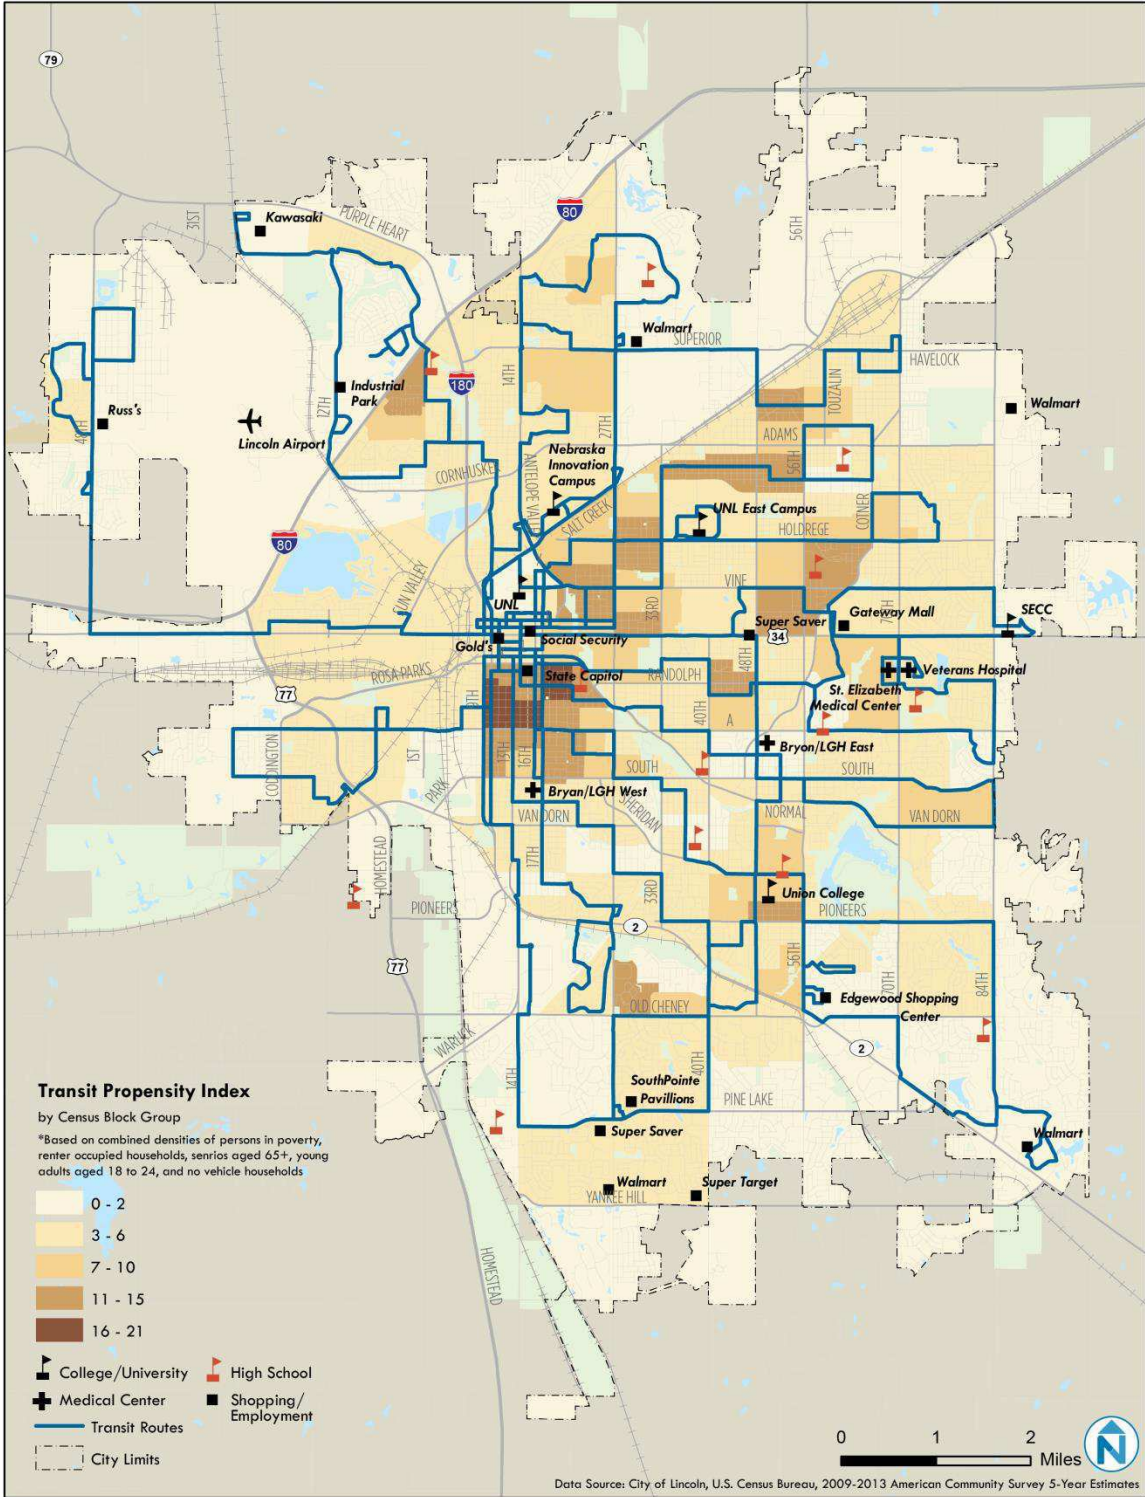 79
31ST
Kawasaki
PURPLE HEART
80
56TH
Walmart
SUPERIOR
HAVELOCK
14TH
180
Industrial
Park
12TH
TOUZALIN
Walmart
48TH
Russ's
Lincoln Airport
27TH
ADAMS
56TH
Nebraska
Innovation
Campus
CORNHUSKER
ANTELOPE VALLEY
SALT CREEK
UNL East Campus
HOLDREGE
COTNER
80
SUN VALLEY
VINE
UNL
33RD
70TH
Gateway Mall
SECC
Super Saver
34
Gold's
Social Security
ROSA PARKS
State Capitol
RANDOLPH
48TH
Veterans Hospital
St. Elizabeth
Medical Center
77
9TH
40TH
A
CODDINGTON
1ST
13TH
16TH
Bryon/LGH East
SOUTH
SOUTH
PARK
Bryan/LGH West
SHERIDAN
VAN DORN
NORMAL
VAN DORN
HOMESTEAD
17TH
33RD
Union College
PIONEERS
PIONEERS
2
77
56TH
70TH
84TH
OLD CHENEY
Edgewood Shopping
Center
WARLICK
2
14TH
40TH
SouthPointe
Pavillions
PINE LAKE
Super Saver
Walmart
Walmart
Super Target
YANKEE HILL
HOMESTEAD
Transit Propensity Index
by Census Block Group
*Based on combined densities of persons in poverty,
renter occupied households, senrios aged 65+, young
adults aged 18 to 24, and no vehicle households
0 - 2
3 - 6
7 - 10
11 - 15
16 - 21
College/University
High School
Medical Center
Shopping/
Employment
Transit Routes
City Limits
0 1 2
Miles
N
Data Source: City of Lincoln, U.S. Census Bureau, 2009-2013 American Community Survey 5-Year Estimates